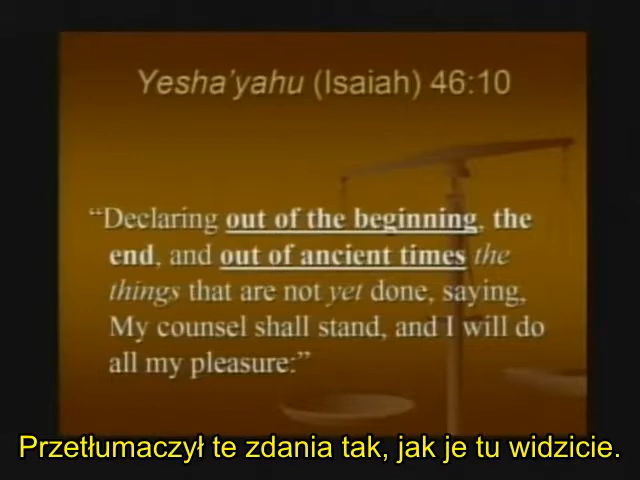 Yesha'yahu (Isaiah) 46:10
“Declaring out of the beginning, the
end, and out of ancient times the
things that are not yet done, saying,
My counsel shall stand, and I will do
all my pleasure:”
Przetłumaczył te zdania tak, jak je tu widzicie.